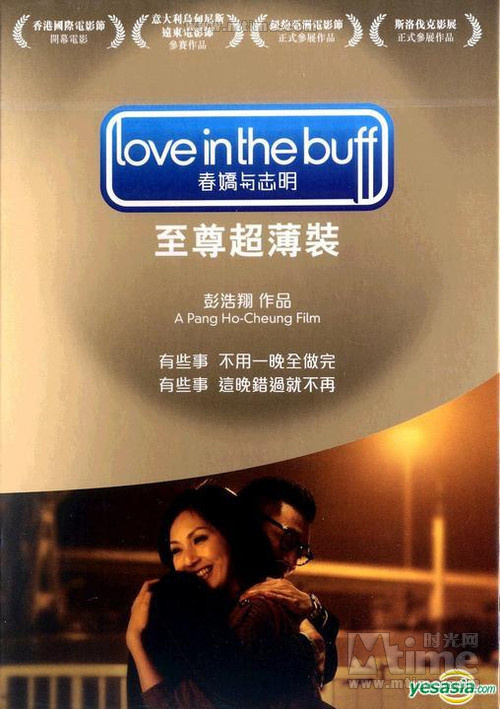 香港國際電影節
開幕電影
意大利烏甸尼斯
遠東電影節
參賽作品
紐約亞洲電影節
正式參展作品
斯洛伐克影展
正式參展作品
love in the buff
春嬌与志明
至尊超薄裝
彭浩翔 作品
A Pang Ho-Cheung Film
有些事 不用一晚全做完
有些事 這晚錯過就不再
Mtime 时光网
yesasia.com